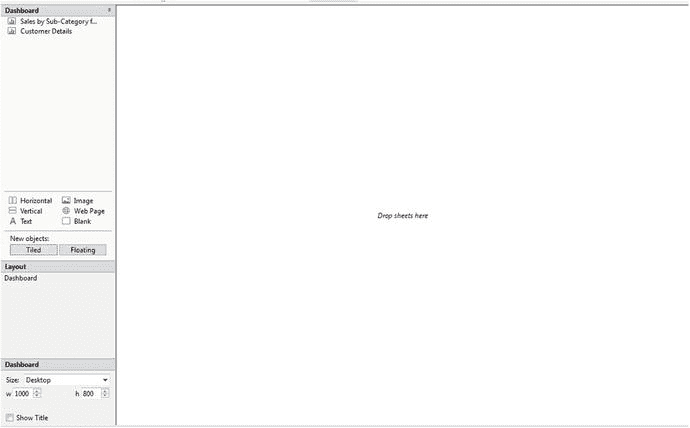 Dashboard
Sales by Sub-Category f...
Customer Details
Horizontal Image
Vertical Web Page
A Text Blank
New objects:
Tiled Floating
Layout
Dashboard
Drop sheets here
Dashboard
Size: Desktop
w 1000 h 800
Show Title